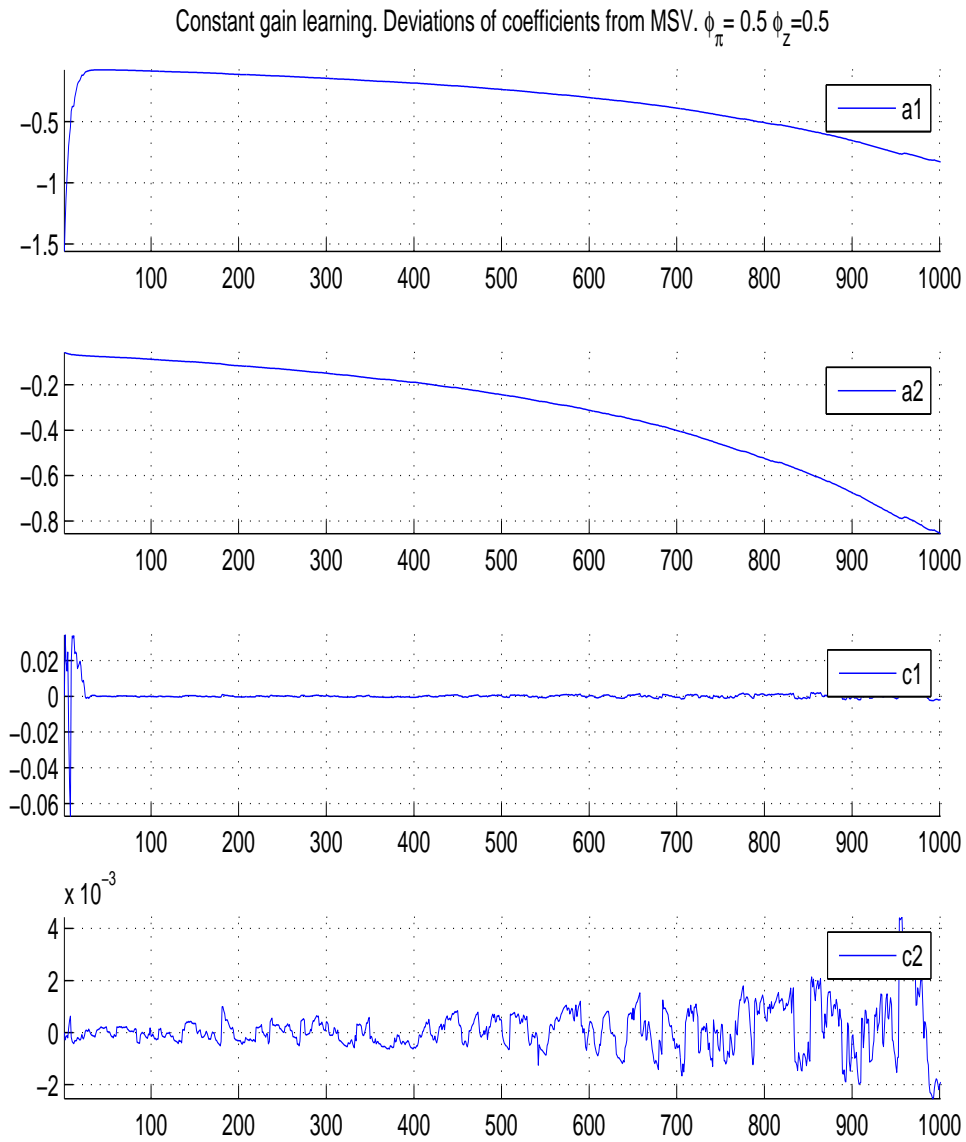 Constant gain learning. Deviations of coefficients from MSV. ϕπ= 0.5 ϕz=0.5
a1
−0.5
−1
−1.5
100 200 300 400 500 600 700 800 900 1000
a2
−0.2
−0.4
−0.6
−0.8
100 200 300 400 500 600 700 800 900 1000
c1
0.02
0
−0.02
−0.04
−0.06
100 200 300 400 500 600 700 800 900 1000
x 10−3
c2
4
2
0
−2
100 200 300 400 500 600 700 800 900 1000